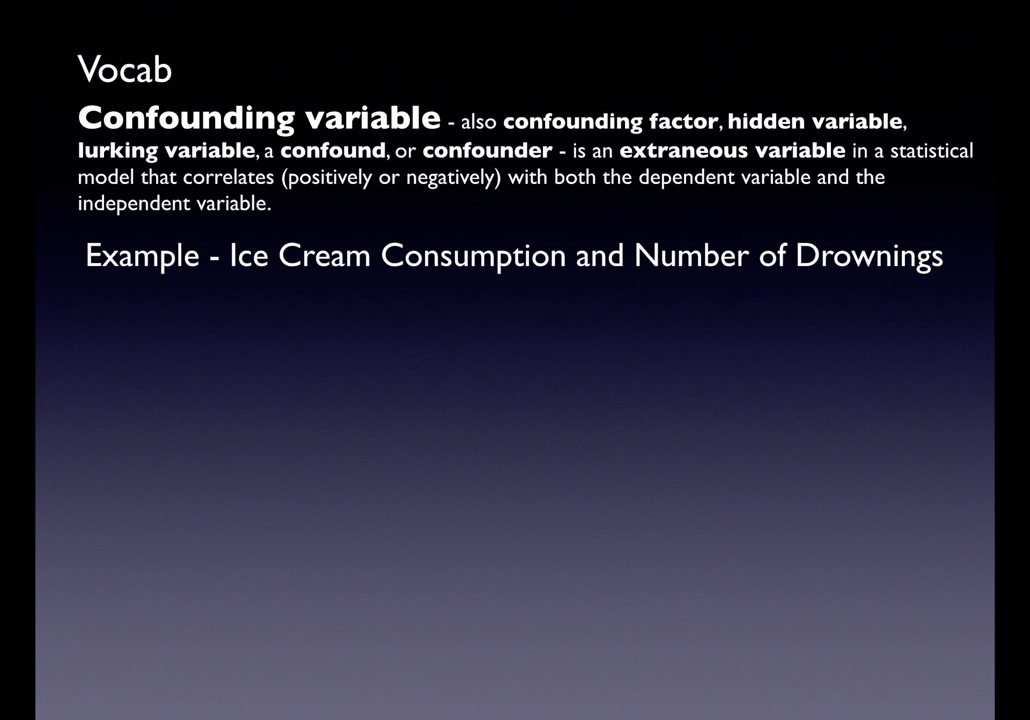 Vocab
Confounding variable - also confounding factor, hidden variable,
lurking variable, a confound, or confounder - is an extraneous variable in a statistical
model that correlates (positively or negatively) with both the dependent variable and the
independent variable.
Example - Ice Cream Consumption and Number of Drownings